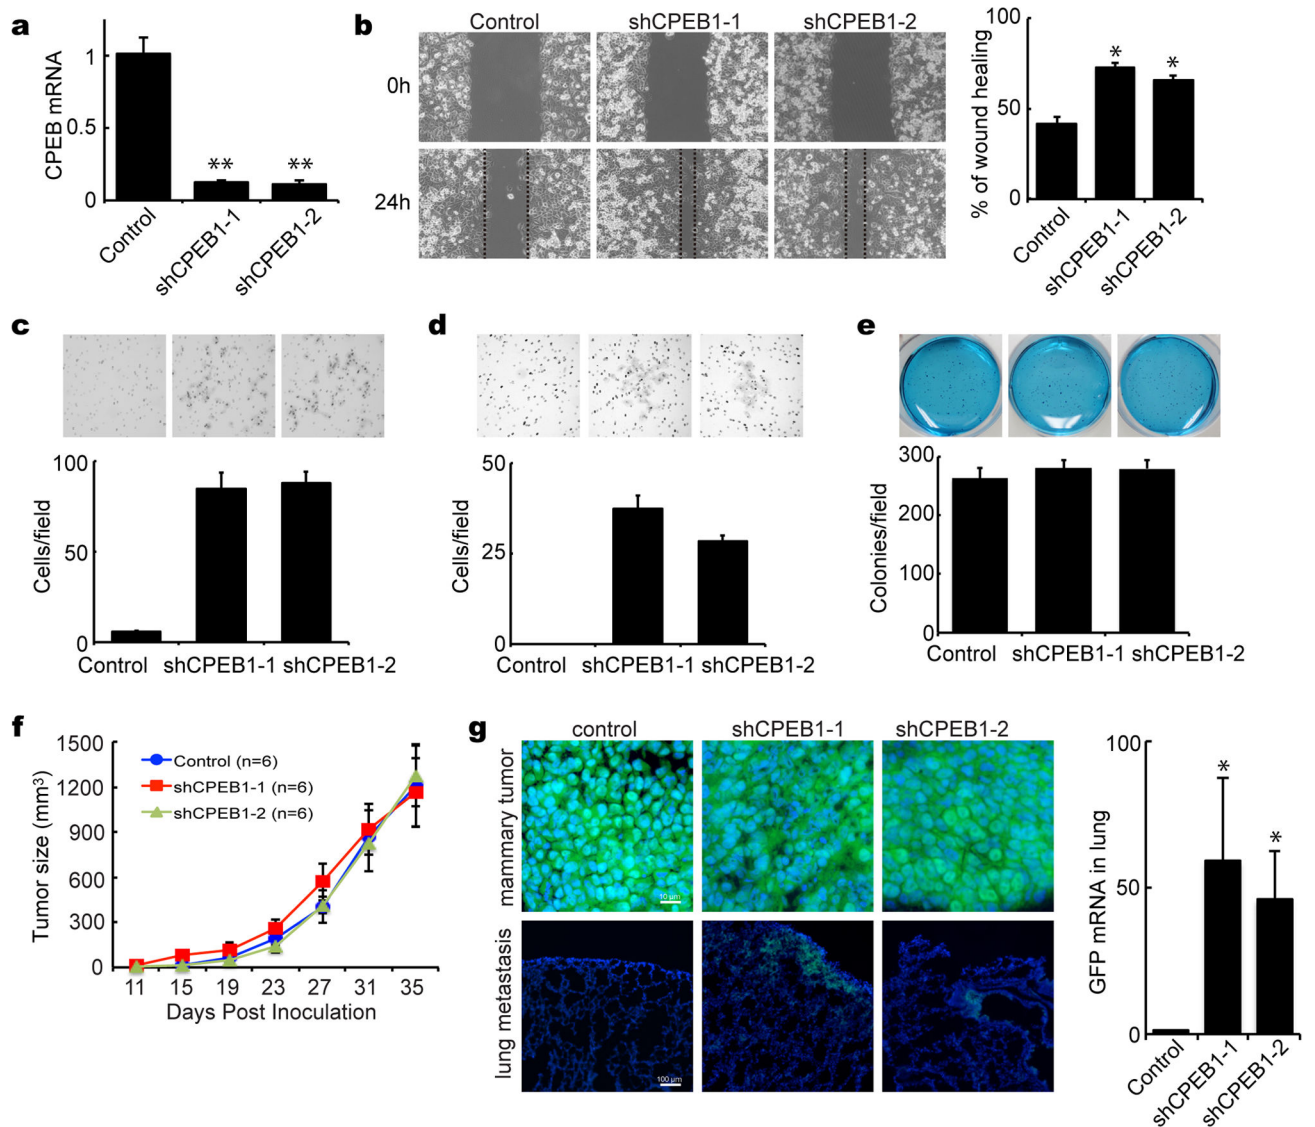 a
CPEB mRNA
1
0.5
0
**
**
Control
shCPEB1-1
shCPEB1-2
b
Control
shCPEB1-1
shCPEB1-2
0h
24h
% of wound healing
100
50
0
*
*
Control
shCPEB1-1
shCPEB1-2
c
Cells/field
100
50
0
Control
shCPEB1-1
shCPEB1-2
d
Cells/field
50
25
0
Control
shCPEB1-1
shCPEB1-2
e
Colonies/field
300
200
100
0
Control
shCPEB1-1
shCPEB1-2
f
Tumor size (mm³)
1500
1200
900
600
300
0
Control (n=6)
shCPEB1-1 (n=6)
shCPEB1-2 (n=6)
11 15 19 23 27 31 35
Days Post Inoculation
g
control
shCPEB1-1
shCPEB1-2
mammary tumor
10 µm
lung metastasis
100 µm
GFP mRNA in lung
100
50
0
*
*
Control
shCPEB1-1
shCPEB1-2